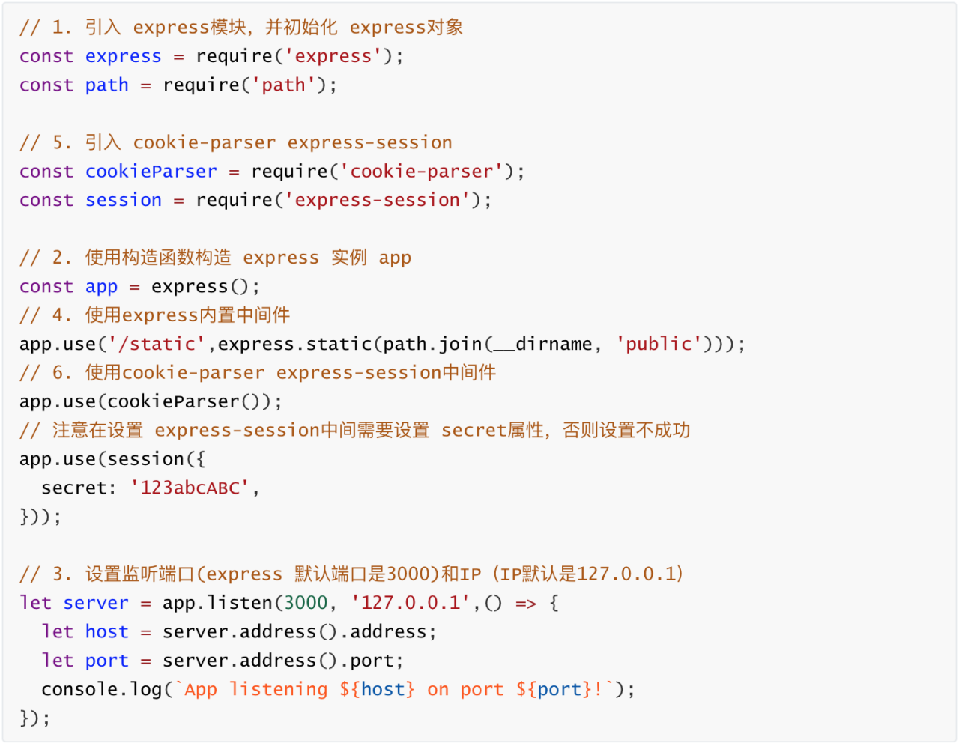 // 1. 引入 express模块，并初始化 express对象
const express = require('express');
const path = require('path');
// 5. 引入 cookie-parser express-session
const cookieParser = require('cookie-parser');
const session = require('express-session');
// 2. 使用构造函数构造 express 实例 app
const app = express();
// 4. 使用express内置中间件
app.use('/static',express.static(path.join(__dirname, 'public')));
// 6. 使用cookie-parser express-session中间件
app.use(cookieParser());
// 注意在设置 express-session中间需要设置 secret属性，否则设置不成功
app.use(session({
  secret: '123abcABC',
}));
// 3. 设置监听端口(express 默认端口是3000)和IP（IP默认是127.0.0.1）
let server = app.listen(3000, '127.0.0.1',() => {
  let host = server.address().address;
  let port = server.address().port;
  console.log(`App listening ${host} on port ${port}!`);
});